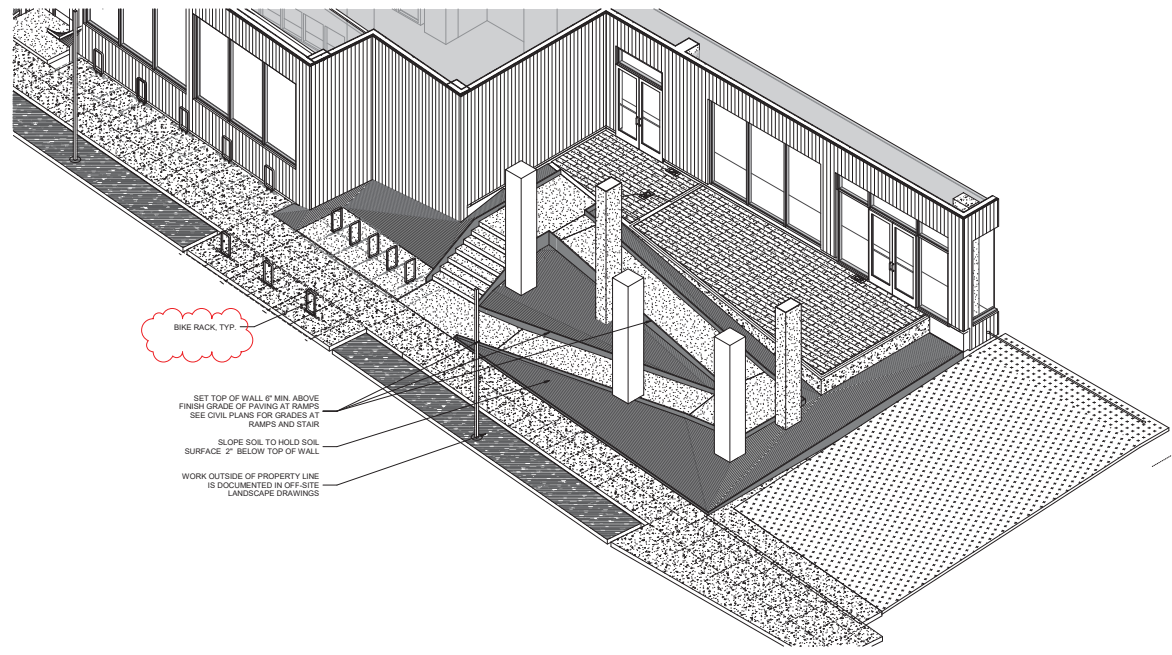 BIKE RACK, TYP.
SET TOP OF WALL 6" MIN. ABOVE
FINISH GRADE OF PAVING AT RAMPS
SEE CIVIL PLANS FOR GRADES AT
RAMPS AND STAIR
SLOPE SOIL TO HOLD SOIL
SURFACE 2" BELOW TOP OF WALL
WORK OUTSIDE OF PROPERTY LINE
IS DOCUMENTED IN OFF-SITE
LANDSCAPE DRAWINGS